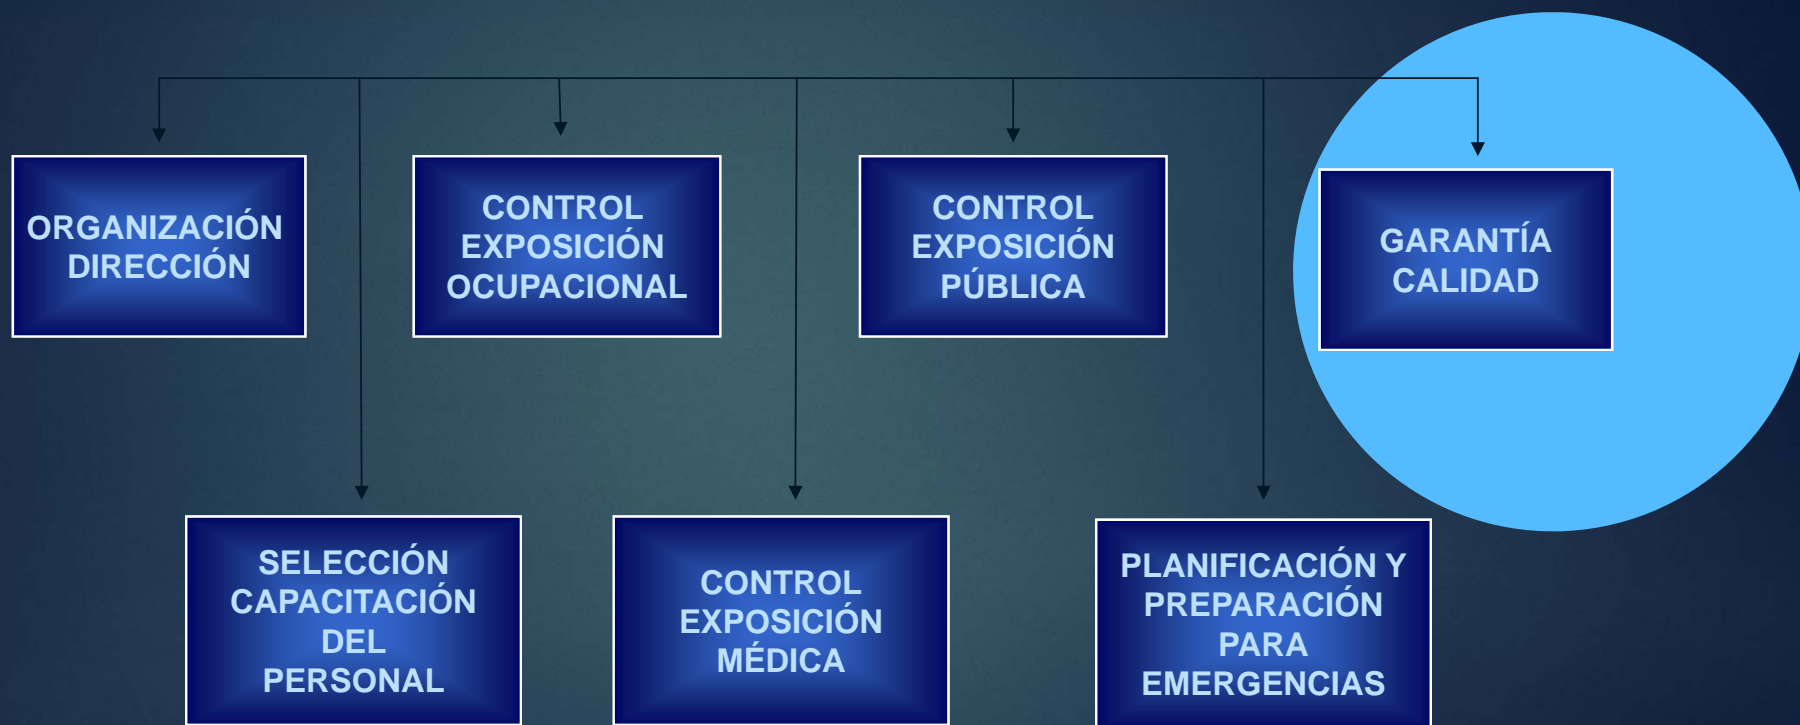 ORGANIZACIÓN
DIRECCIÓN
CONTROL
EXPOSICIÓN
OCUPACIONAL
CONTROL
EXPOSICIÓN
PÚBLICA
GARANTÍA
CALIDAD
SELECCIÓN
CAPACITACIÓN
DEL
PERSONAL
CONTROL
EXPOSICIÓN
MÉDICA
PLANIFICACIÓN Y
PREPARACIÓN
PARA
EMERGENCIAS